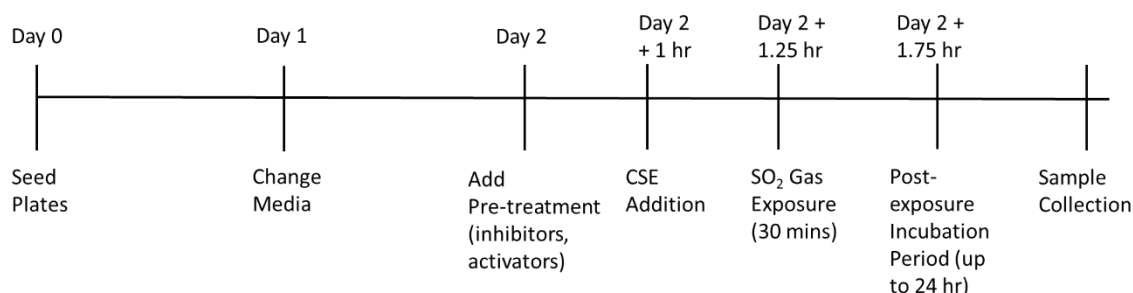 Day 0
Day 1
Day 2
Day 2
+ 1 hr
Day 2 +
1.25 hr
Day 2 +
1.75 hr
Seed
Plates
Change
Media
Add
Pre-treatment
(inhibitors,
activators)
CSE
Addition
SO₂ Gas
Exposure
(30 mins)
Post-
exposure
Incubation
Period (up
to 24 hr)
Sample
Collection